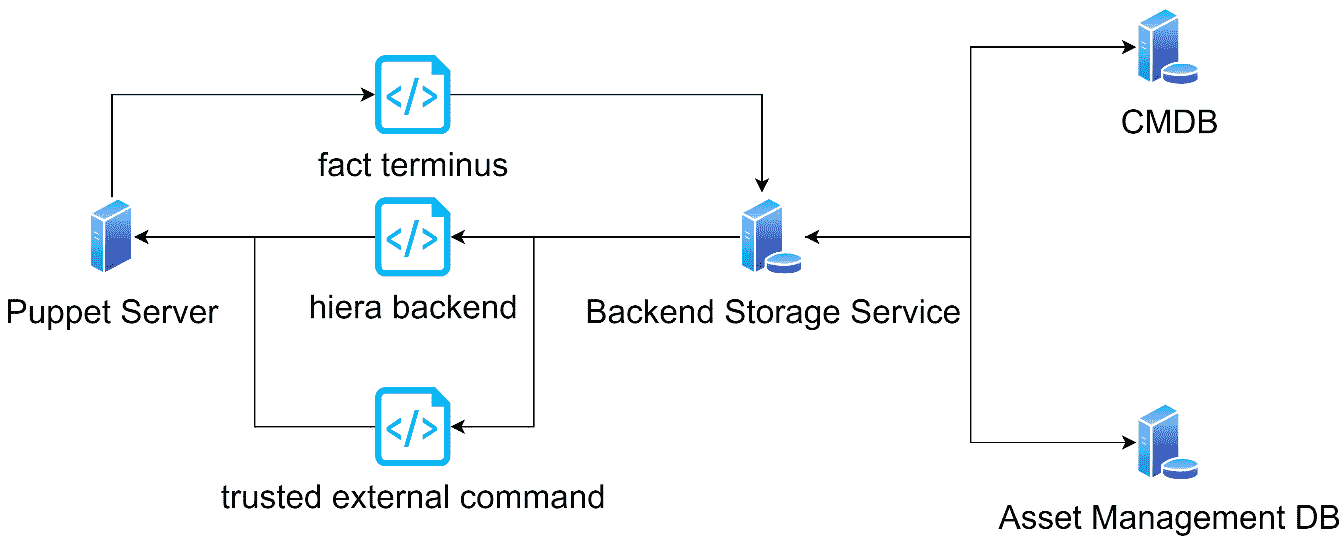 CMDB
fact terminus
Puppet Server
hiera backend
Backend Storage Service
trusted external command
Asset Management DB